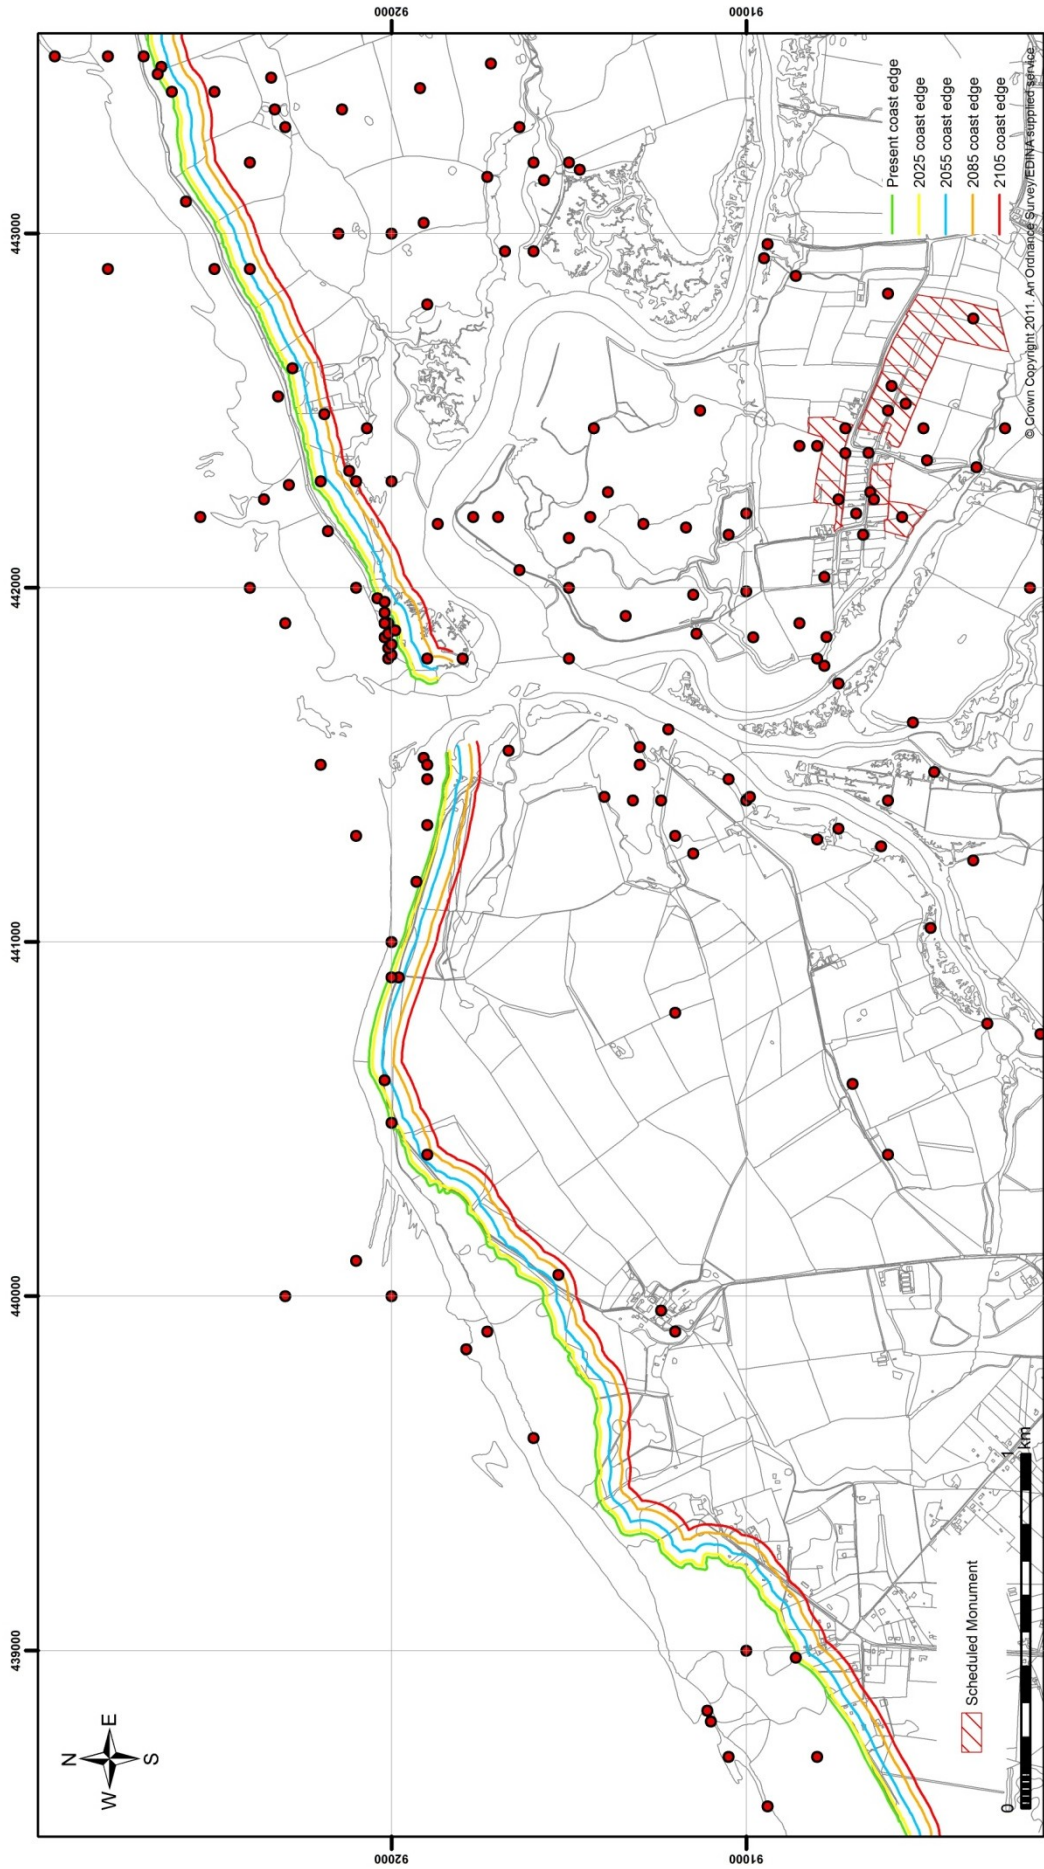 439000 440000 441000 442000 443000
N
W E
S
92000 92000
91000 91000
Present coast edge
2025 coast edge
2055 coast edge
2085 coast edge
2105 coast edge
Scheduled Monument
0 1
km
© Crown Copyright 2011. An Ordnance Survey/EDINA supplied service